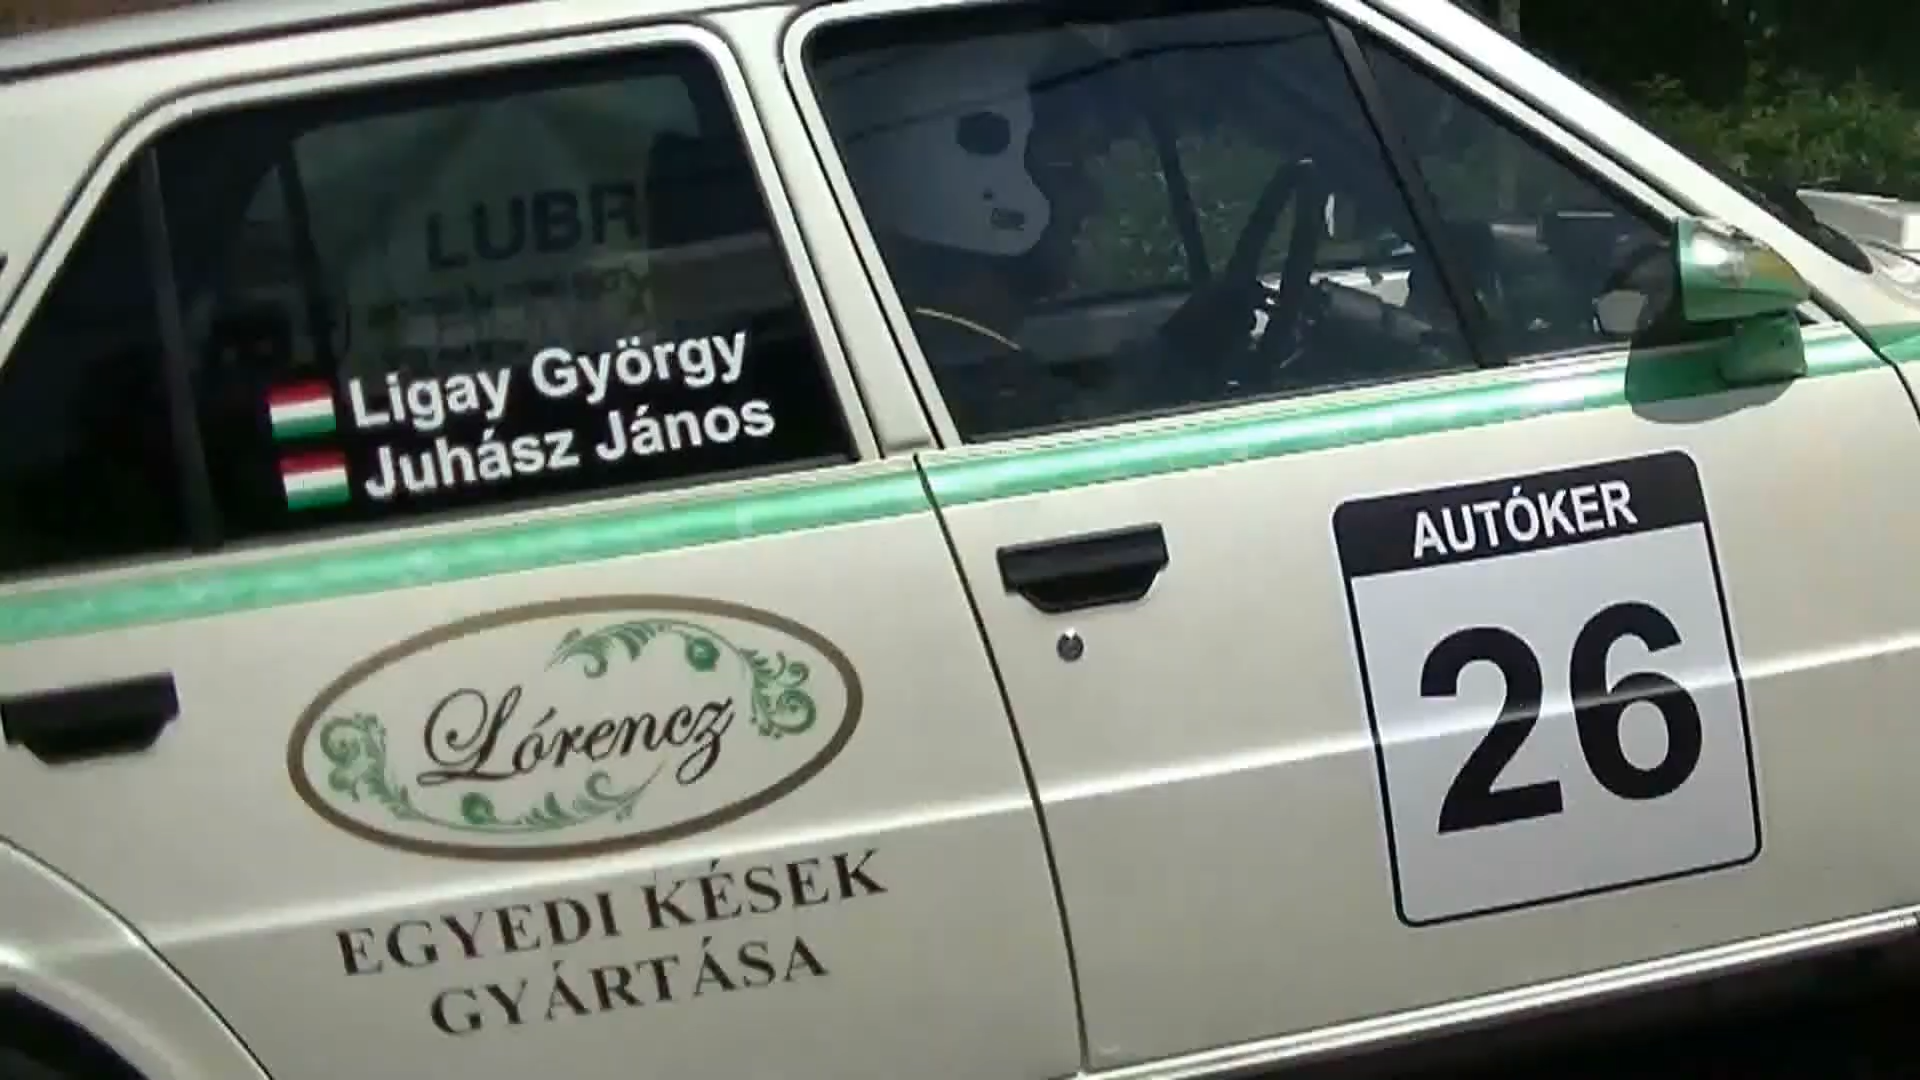 LUBR
Ligay György
Juhász János
AUTÓKER
26
Lórencz
EGYEDI KÉSEK
GYÁRTÁSA